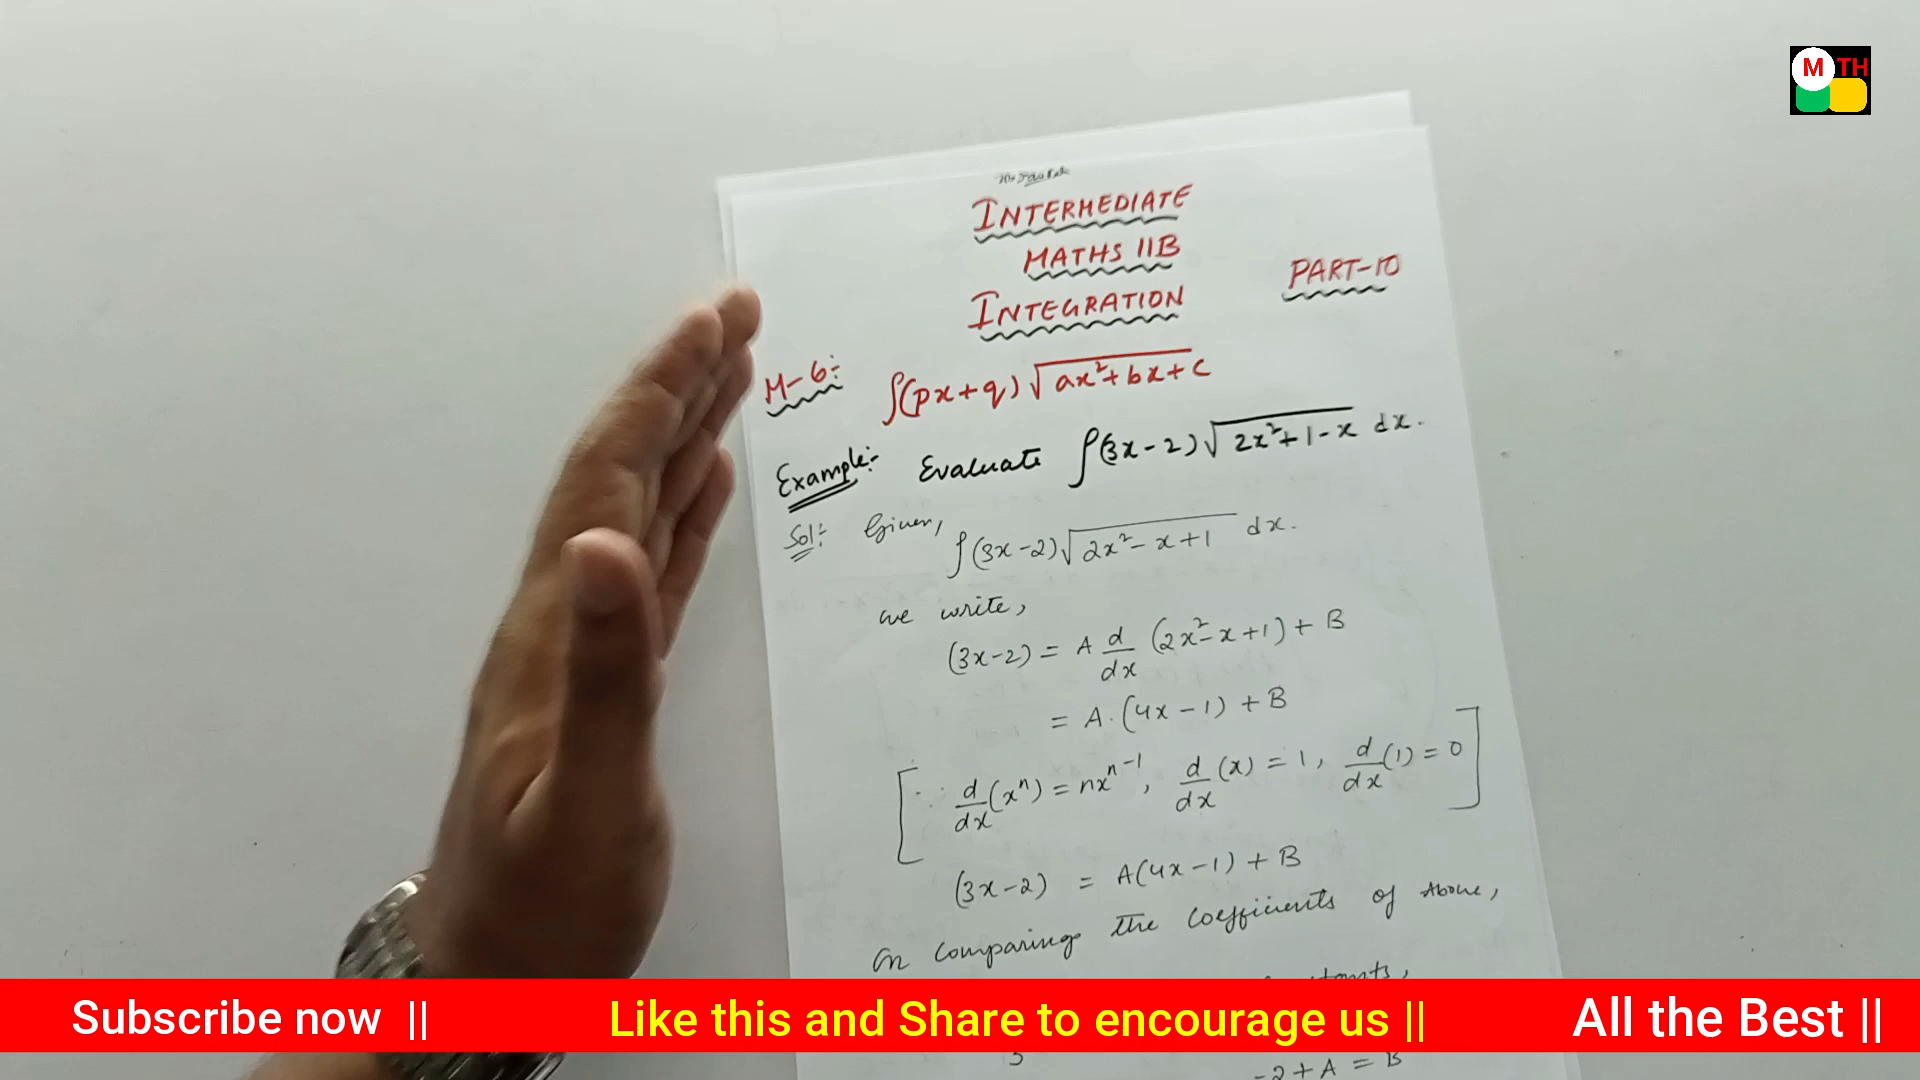 M TH
INTERMEDIATE
MATHS IIB
INTEGRATION
PART-10
M-6:- ∫(px+q)√ax²+bx+c
Example:- Evaluate ∫(3x-2)√2x²+1-x dx.
Sol:- Given,
∫(3x-2)√2x²-x+1 dx.
we write,
(3x-2) = A d/dx (2x²-x+1) + B
= A.(4x-1) + B
[∵ d/dx (xⁿ) = nxⁿ⁻¹, d/dx (x) = 1, d/dx (1) = 0]
(3x-2) = A(4x-1) + B
On Comparing the Coefficients of Above,
Subscribe now || Like this and Share to encourage us || All the Best ||
-2+A = B